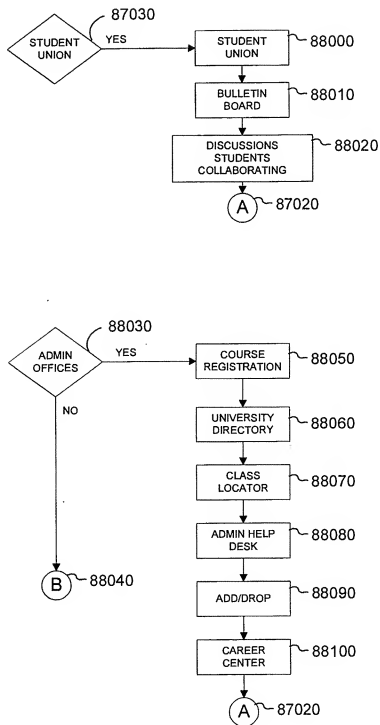 87030
STUDENT
UNION
YES
STUDENT
UNION
88000
BULLETIN
BOARD
88010
DISCUSSIONS
STUDENTS
COLLABORATING
88020
A
87020
88030
ADMIN
OFFICES
YES
NO
COURSE
REGISTRATION
88050
UNIVERSITY
DIRECTORY
88060
CLASS
LOCATOR
88070
ADMIN HELP
DESK
88080
B
88040
ADD/DROP
88090
CAREER
CENTER
88100
A
87020